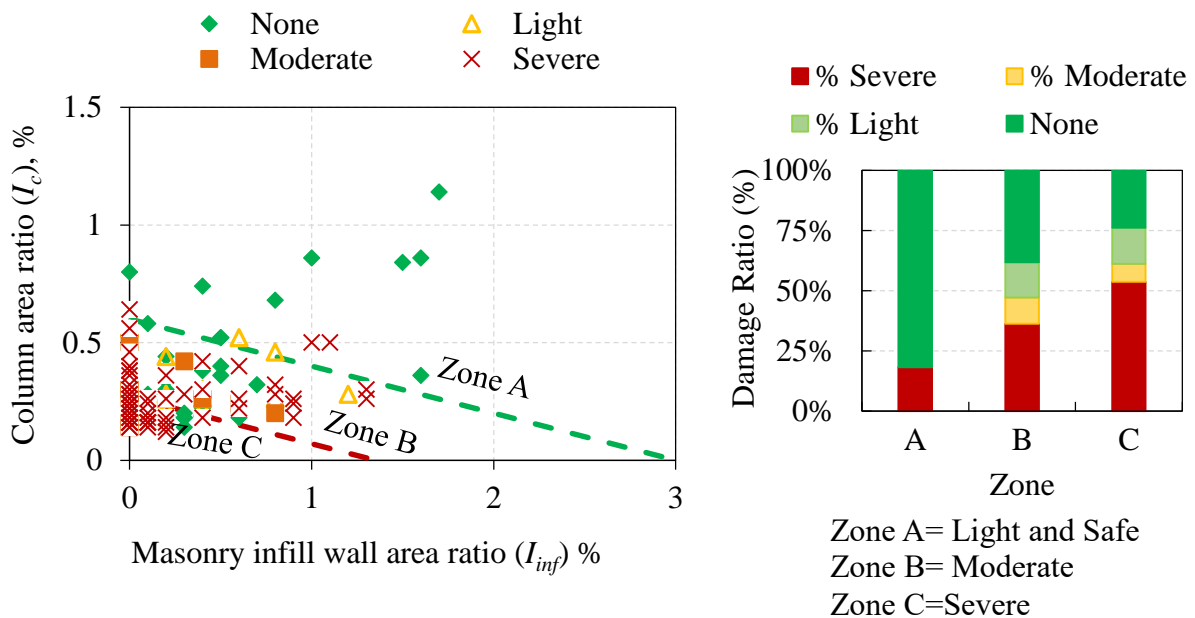 None
Light
Moderate
Severe
Column area ratio (Ic), %
1.5
1
0.5
0
Zone A
Zone B
Zone C
0
1
2
3
Masonry infill wall area ratio (Iinf) %
% Severe
% Moderate
% Light
None
Damage Ratio (%)
100%
75%
50%
25%
0%
A
B
C
Zone
Zone A= Light and Safe
Zone B= Moderate
Zone C=Severe